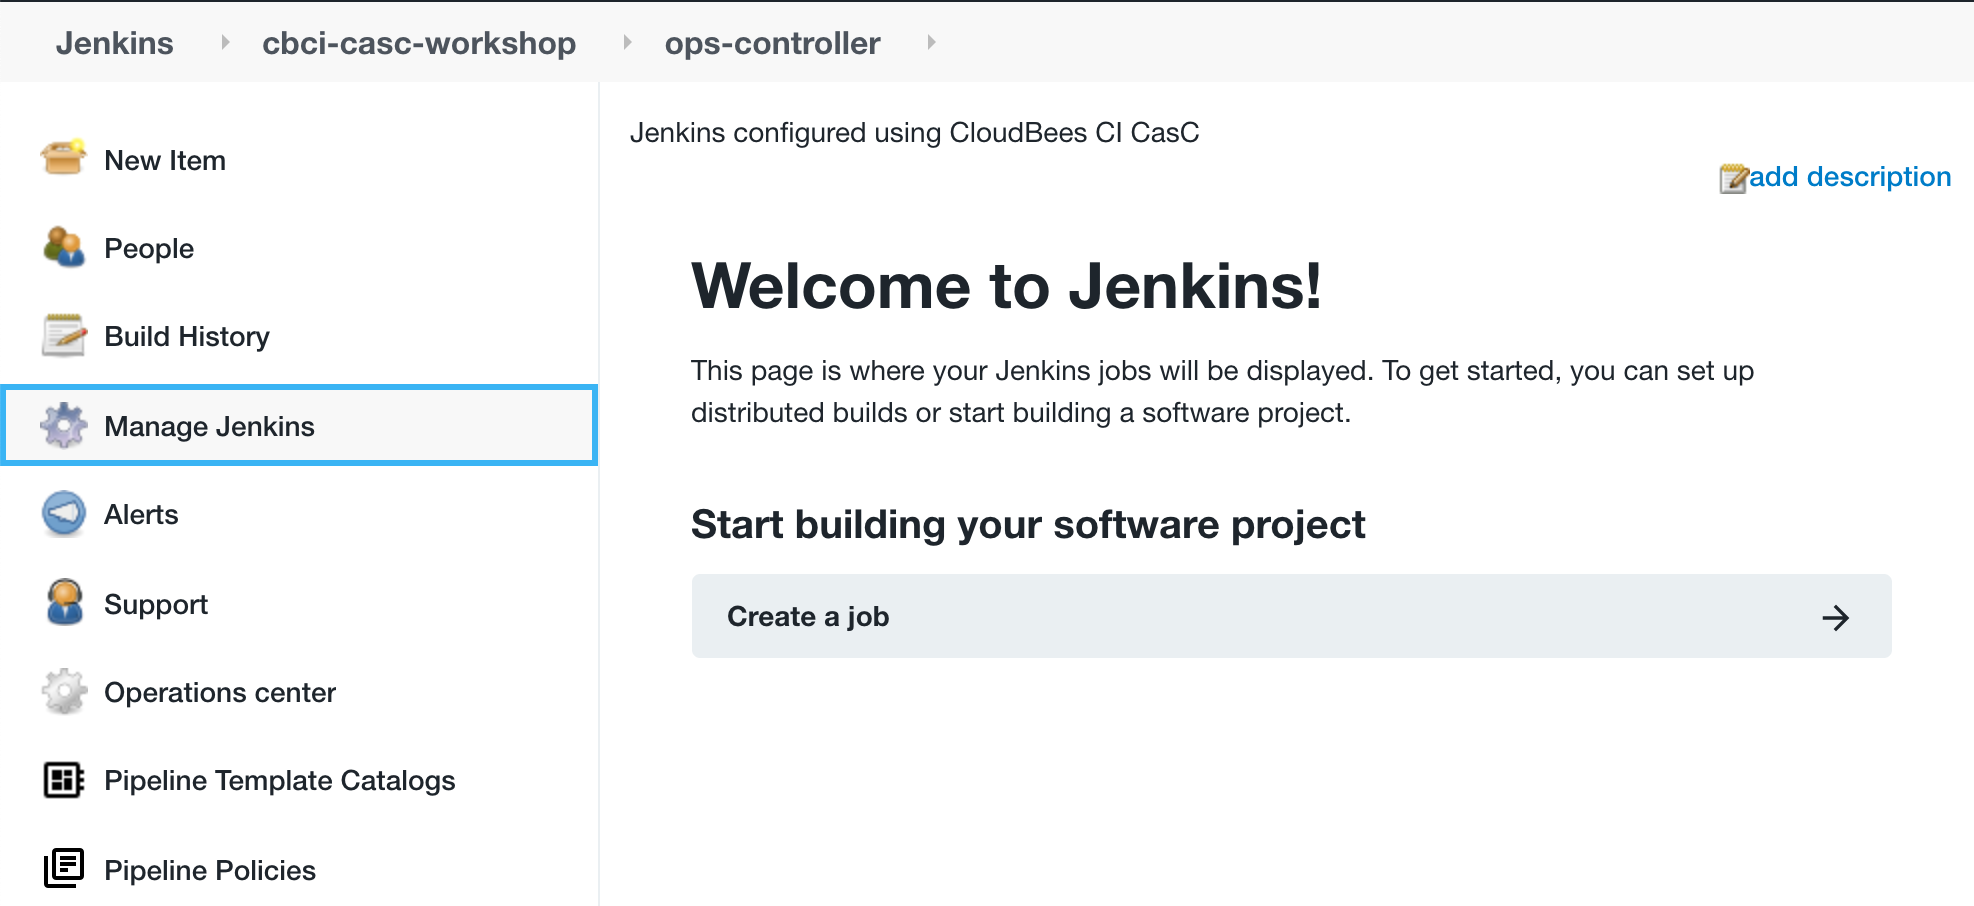 Jenkins cbci-casc-workshop ops-controller
New Item
People
Build History
Manage Jenkins
Alerts
Support
Operations center
Pipeline Template Catalogs
Pipeline Policies
Jenkins configured using CloudBees CI CasC
add description
Welcome to Jenkins!
This page is where your Jenkins jobs will be displayed. To get started, you can set up
distributed builds or start building a software project.
Start building your software project
Create a job